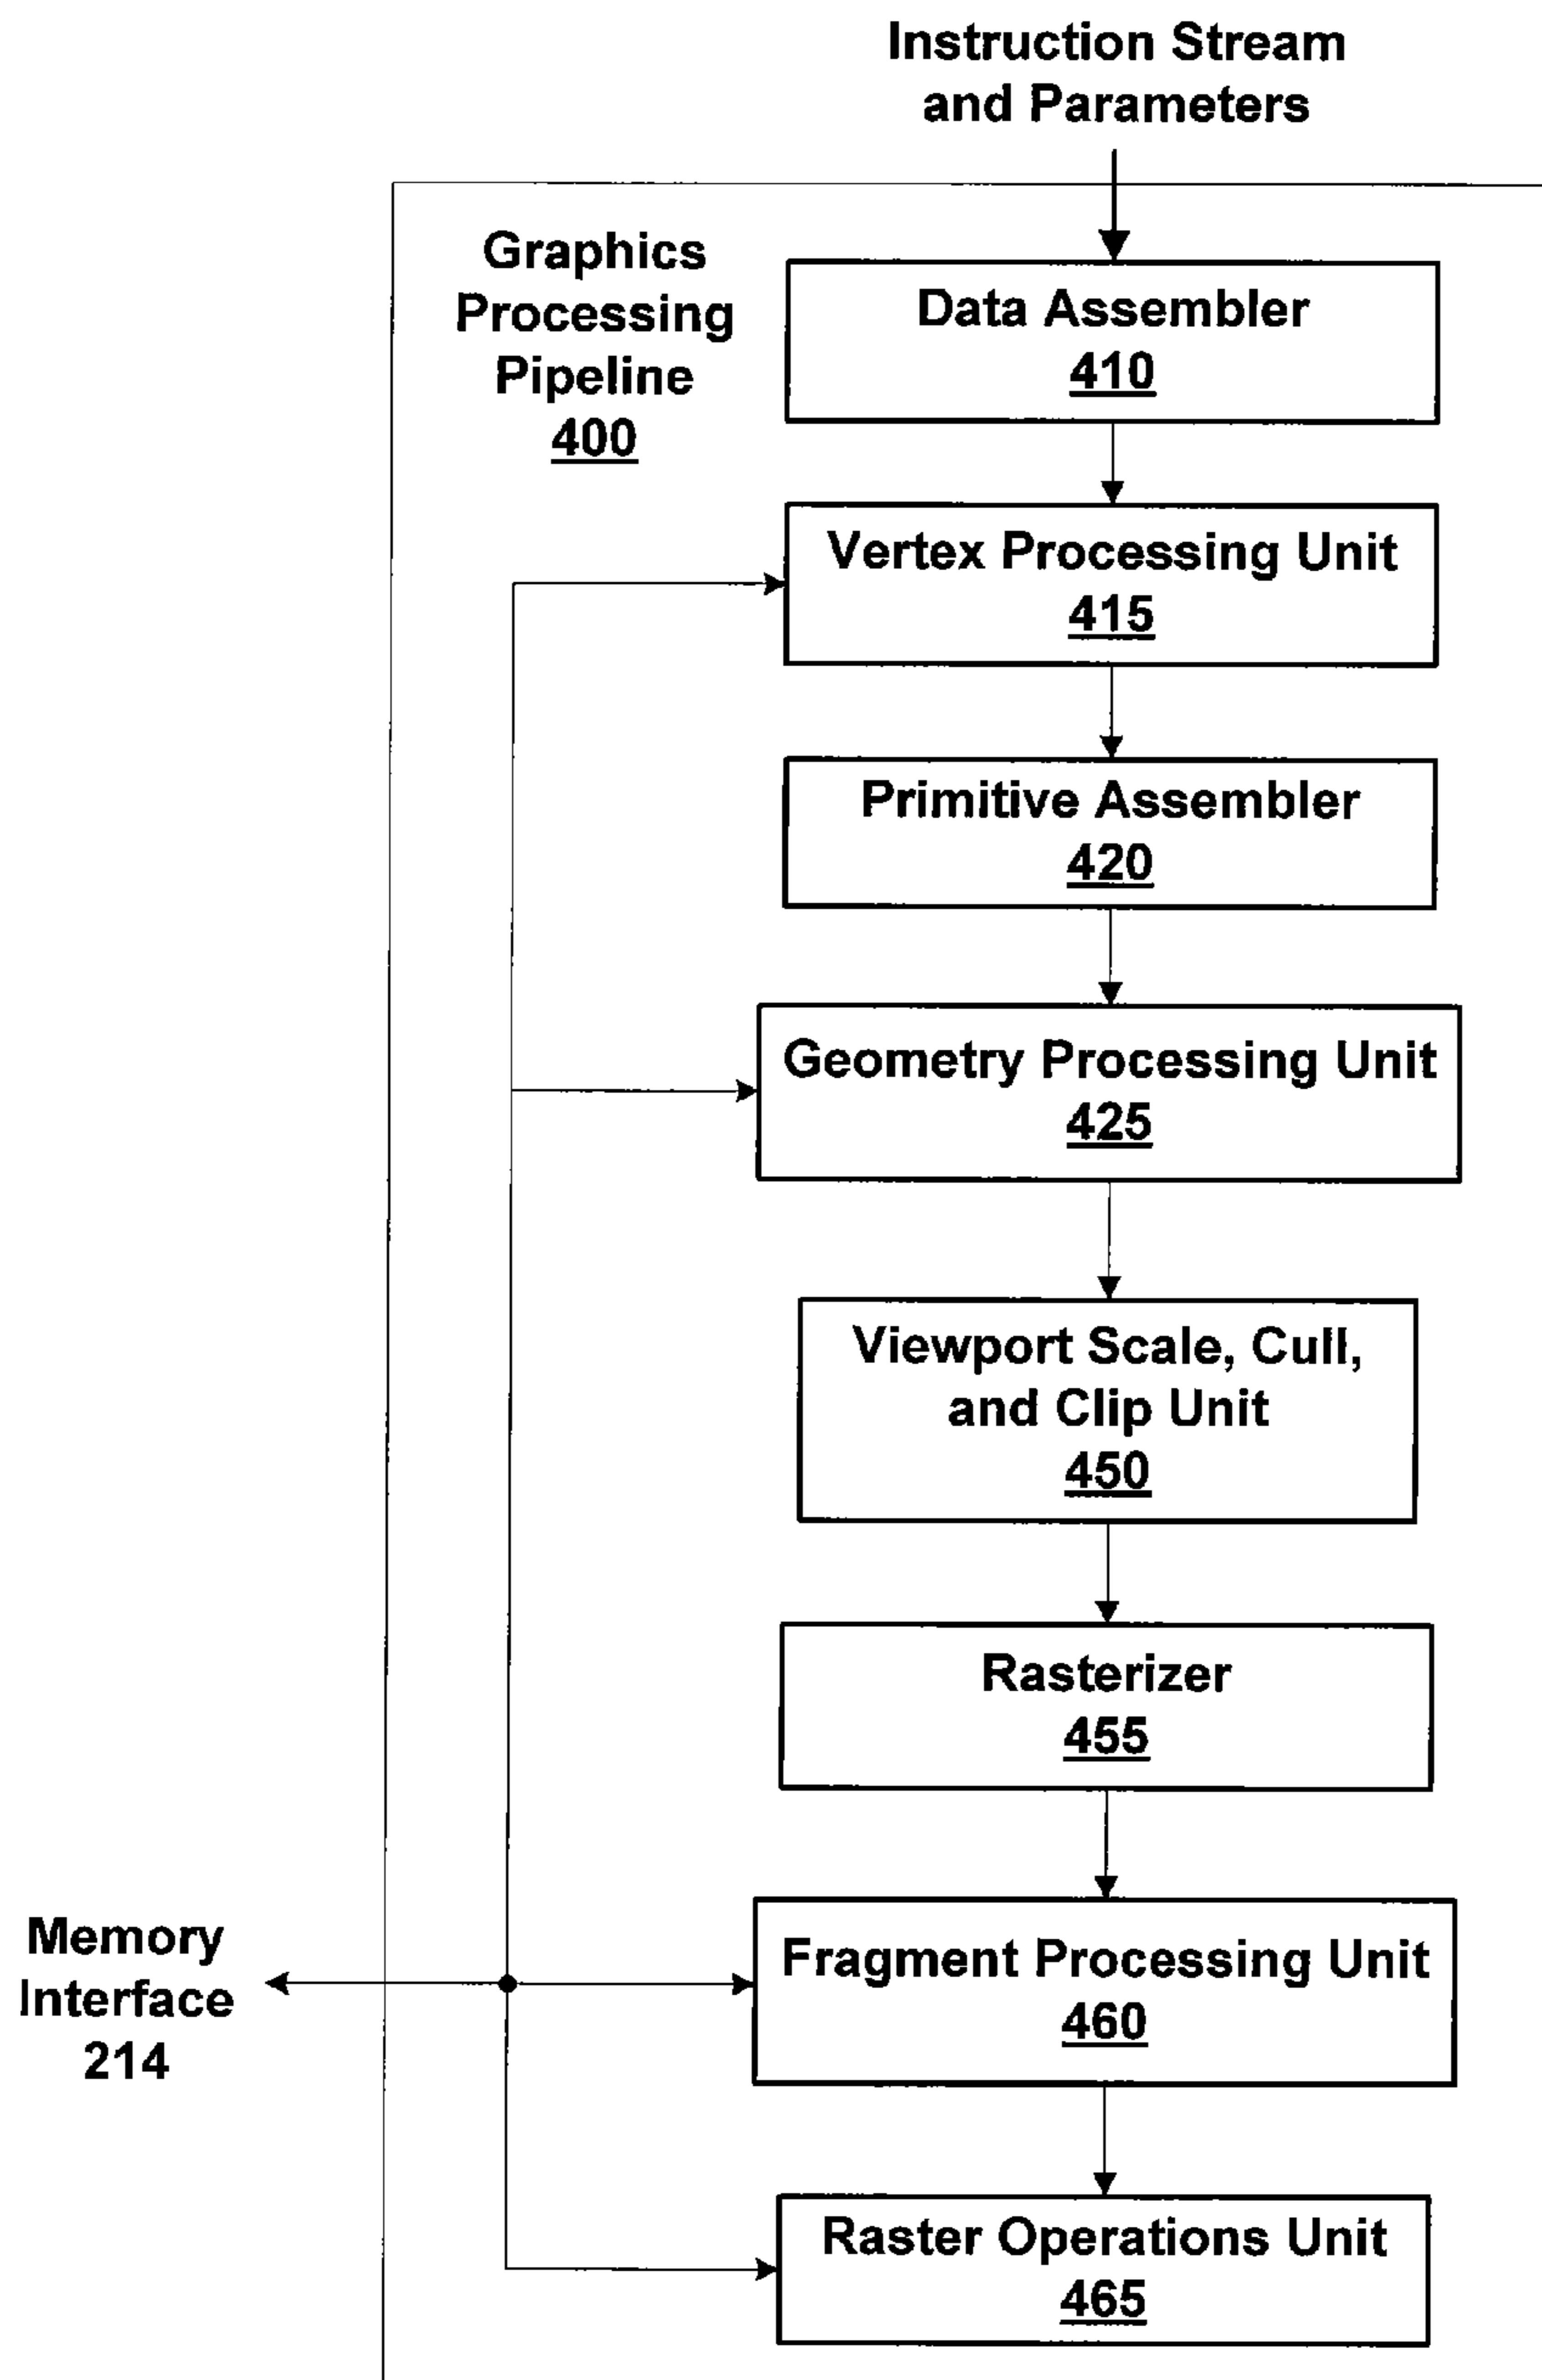 Instruction Stream
and Parameters
Graphics
Processing
Pipeline
400
Data Assembler
410
Vertex Processing Unit
415
Primitive Assembler
420
Geometry Processing Unit
425
Viewport Scale, Cull,
and Clip Unit
450
Rasterizer
455
Memory
Interface
214
Fragment Processing Unit
460
Raster Operations Unit
465